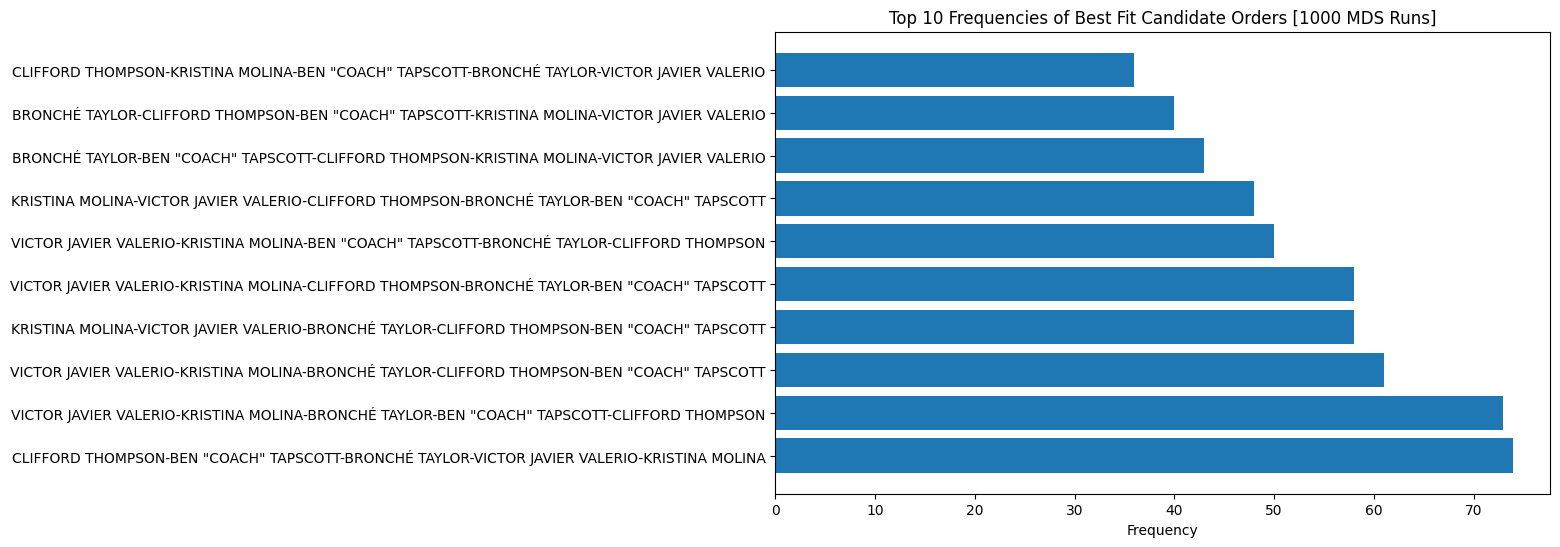 Top 10 Frequencies of Best Fit Candidate Orders [1000 MDS Runs]
CLIFFORD THOMPSON-KRISTINA MOLINA-BEN "COACH" TAPSCOTT-BRONCHÉ TAYLOR-VICTOR JAVIER VALERIO
BRONCHÉ TAYLOR-CLIFFORD THOMPSON-BEN "COACH" TAPSCOTT-KRISTINA MOLINA-VICTOR JAVIER VALERIO
BRONCHÉ TAYLOR-BEN "COACH" TAPSCOTT-CLIFFORD THOMPSON-KRISTINA MOLINA-VICTOR JAVIER VALERIO
KRISTINA MOLINA-VICTOR JAVIER VALERIO-CLIFFORD THOMPSON-BRONCHÉ TAYLOR-BEN "COACH" TAPSCOTT
VICTOR JAVIER VALERIO-KRISTINA MOLINA-BEN "COACH" TAPSCOTT-BRONCHÉ TAYLOR-CLIFFORD THOMPSON
VICTOR JAVIER VALERIO-KRISTINA MOLINA-CLIFFORD THOMPSON-BRONCHÉ TAYLOR-BEN "COACH" TAPSCOTT
KRISTINA MOLINA-VICTOR JAVIER VALERIO-BRONCHÉ TAYLOR-CLIFFORD THOMPSON-BEN "COACH" TAPSCOTT
VICTOR JAVIER VALERIO-KRISTINA MOLINA-BRONCHÉ TAYLOR-CLIFFORD THOMPSON-BEN "COACH" TAPSCOTT
VICTOR JAVIER VALERIO-KRISTINA MOLINA-BRONCHÉ TAYLOR-BEN "COACH" TAPSCOTT-CLIFFORD THOMPSON
CLIFFORD THOMPSON-BEN "COACH" TAPSCOTT-BRONCHÉ TAYLOR-VICTOR JAVIER VALERIO-KRISTINA MOLINA
0 10 20 30 40 50 60 70
Frequency